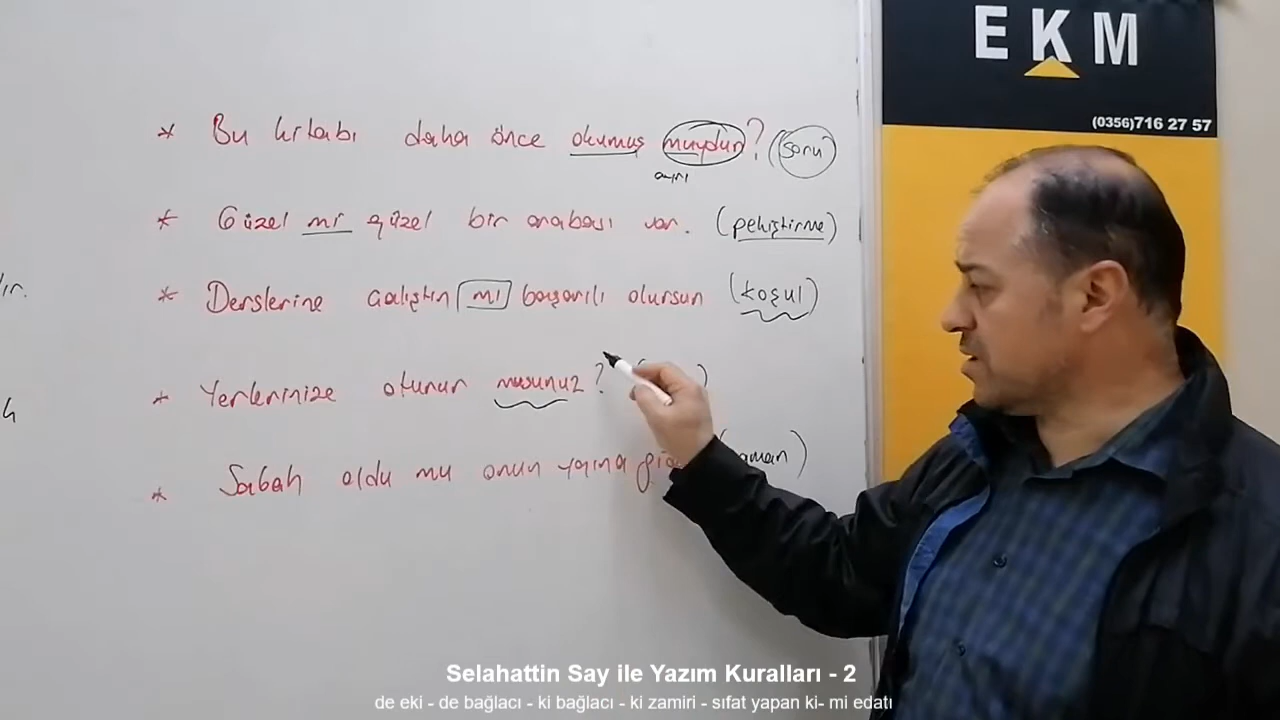 EKM
(0356)716 27 57
* Bu kitabı daha önce okumuş muydun? (soru)
ayrı
* Güzel mi güzel bir arabası var. (pekiştirme)
* Derslerine çalıştın mı başarılı olursun (koşul)
* Yerlerinize oturur musunuz? ( )
* Sabah oldu mu onun yanına
Selahattin Say ile Yazım Kuralları - 2
de eki - de bağlacı - ki bağlacı - ki zamiri - sıfat yapan ki- mi edatı